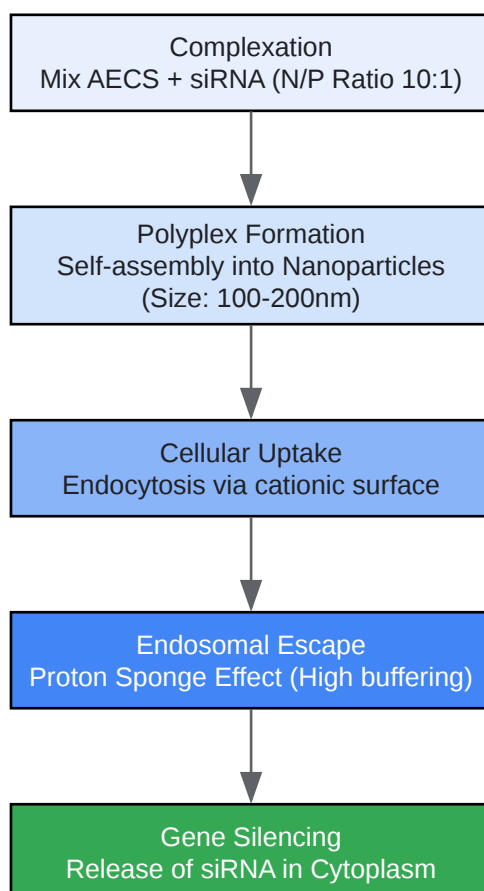 Complexation
Mix AECS + siRNA (N/P Ratio 10:1)
Polyplex Formation
Self-assembly into Nanoparticles
(Size: 100-200nm)
Cellular Uptake
Endocytosis via cationic surface
Endosomal Escape
Proton Sponge Effect (High buffering)
Gene Silencing
Release of siRNA in Cytoplasm